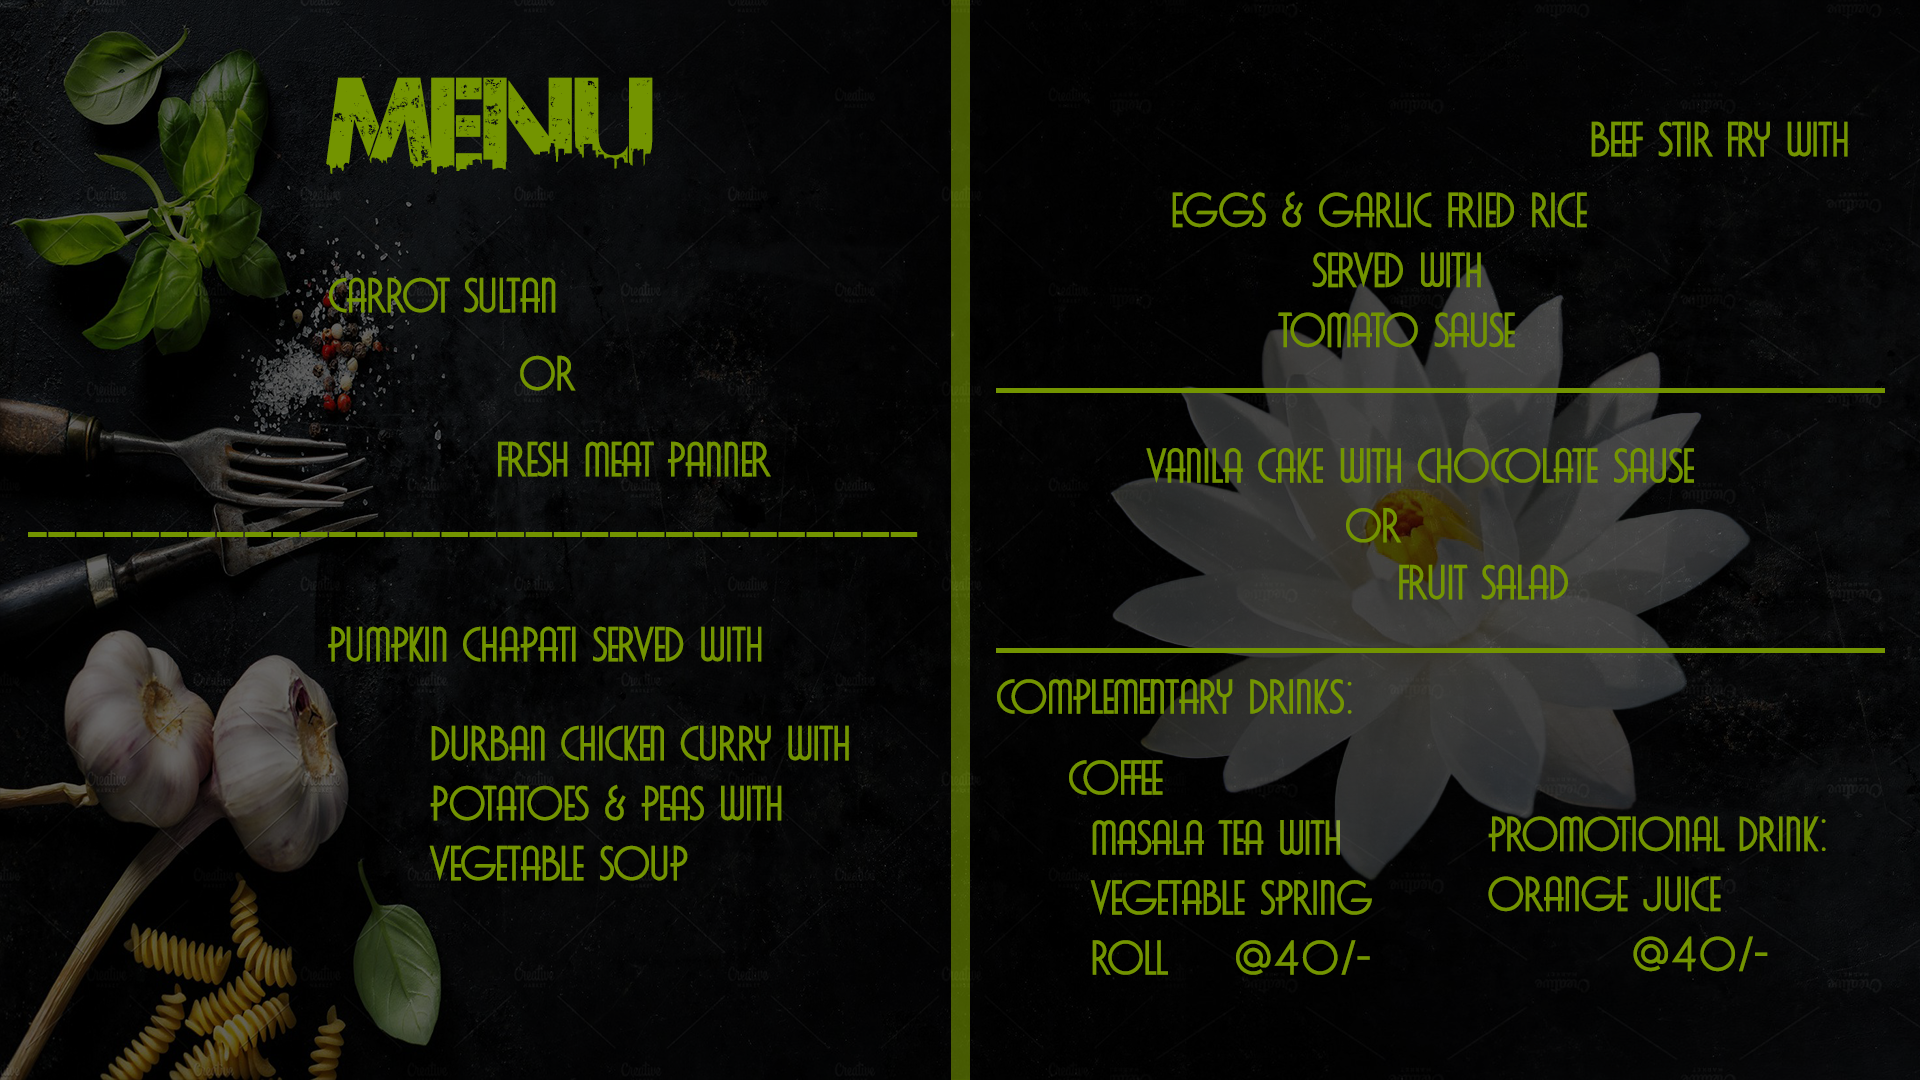 MENU
CARROT SULTAN
OR
FRESH MEAT PANNER
PUMPKIN CHAPATI SERVED WITH
DURBAN CHICKEN CURRY WITH
POTATOES & PEAS WITH
VEGETABLE SOUP
BEEF STIR FRY WITH
EGGS & GARLIC FRIED RICE
SERVED WITH
TOMATO SAUSE
VANILA CAKE WITH CHOCOLATE SAUSE
OR
FRUIT SALAD
COMPLEMENTARY DRINKS:
COFFEE
MASALA TEA WITH
VEGETABLE SPRING
ROLL @40/-
PROMOTIONAL DRINK:
ORANGE JUICE
@40/-